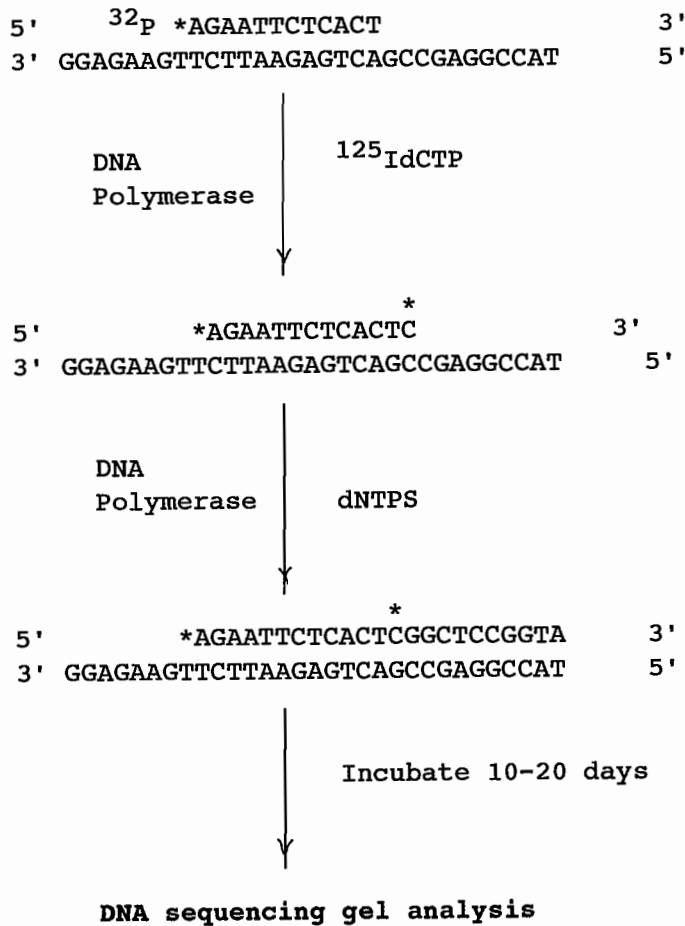 5' ³²P *AGAATTCTCACT 3'
3' GGAGAAGTTCTTAAGAGTCAGCCGAGGCCAT 5'
DNA
Polymerase
¹²⁵IdCTP
*
5' *AGAATTCTCACTC 3'
3' GGAGAAGTTCTTAAGAGTCAGCCGAGGCCAT 5'
DNA
Polymerase
dNTPS
*
5' *AGAATTCTCACTCGGCTCCGGTA 3'
3' GGAGAAGTTCTTAAGAGTCAGCCGAGGCCAT 5'
Incubate 10-20 days
DNA sequencing gel analysis